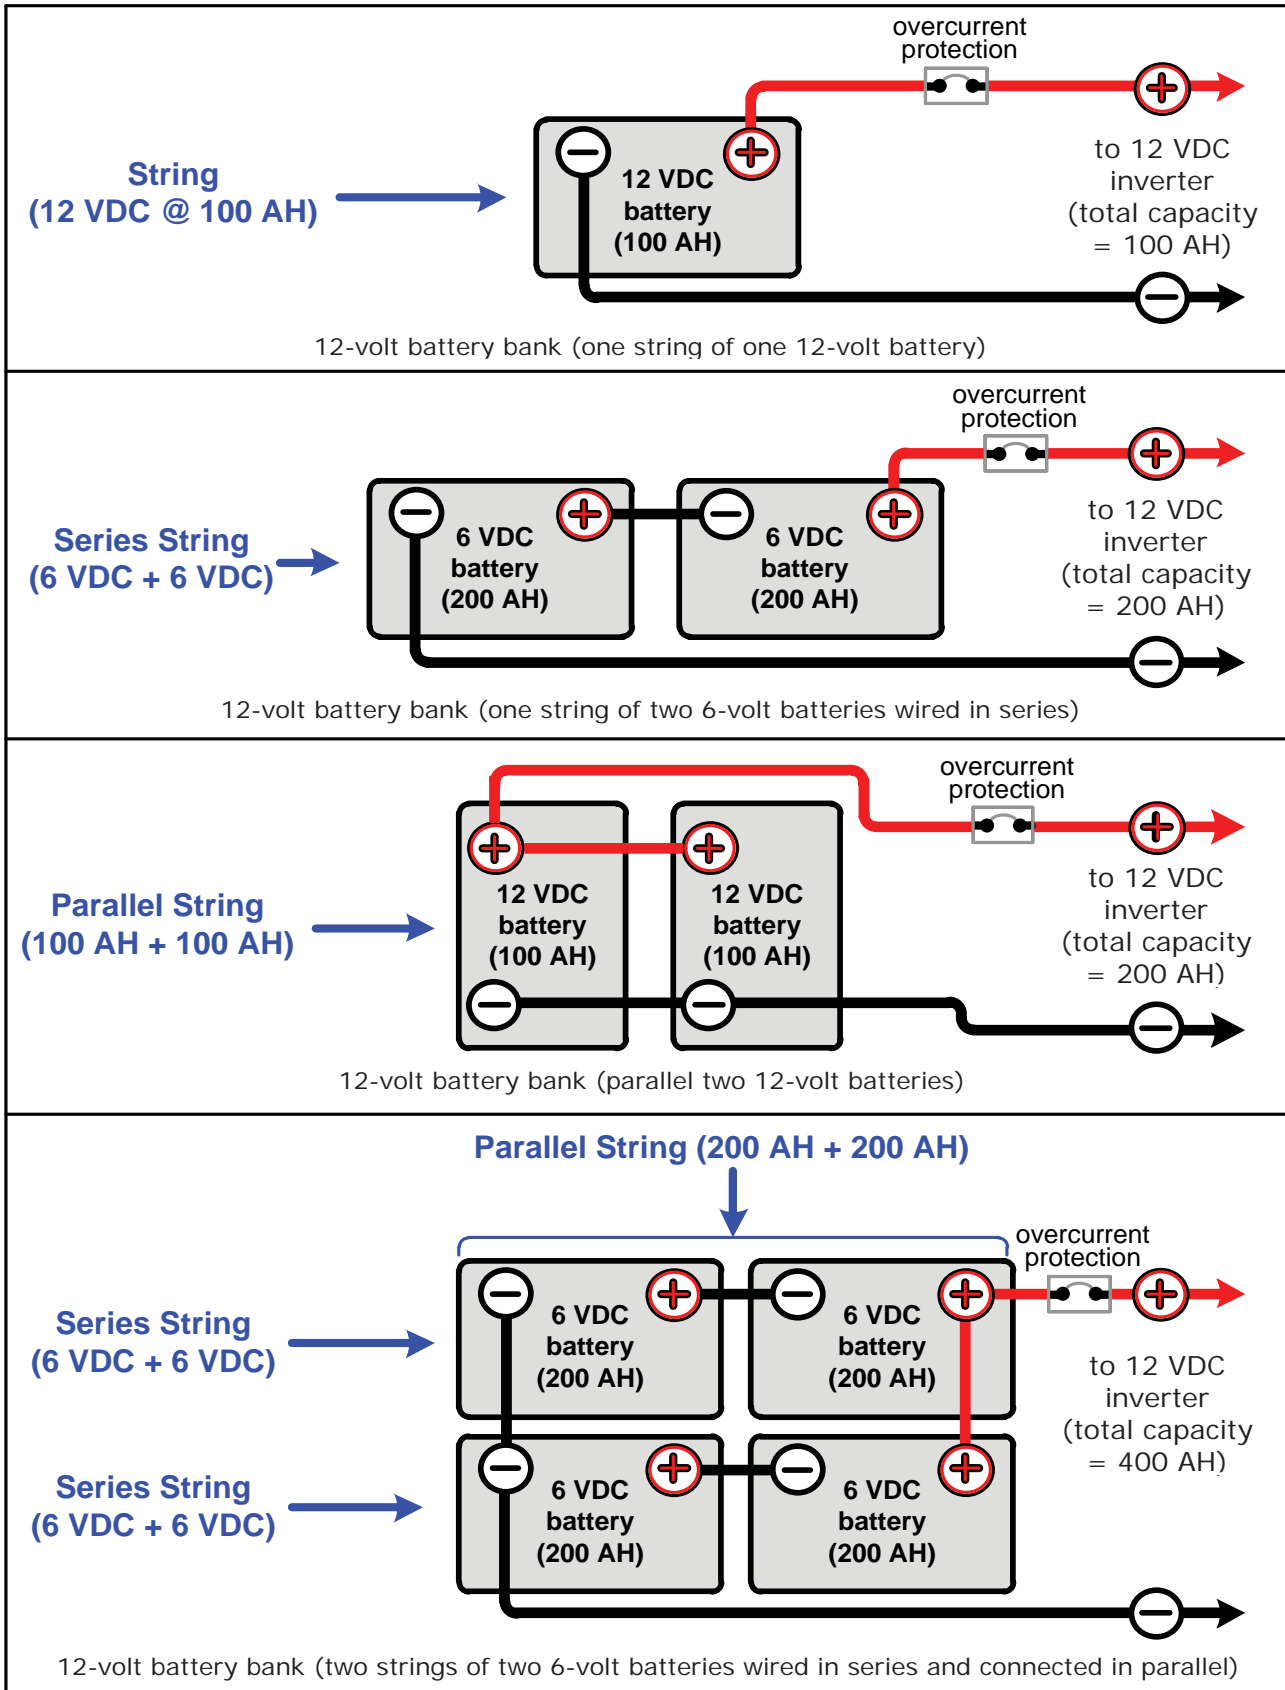 overcurrent
protection
String
(12 VDC @ 100 AH)
12 VDC
battery
(100 AH)
to 12 VDC
inverter
(total capacity
= 100 AH)
12-volt battery bank (one string of one 12-volt battery)
overcurrent
protection
Series String
(6 VDC + 6 VDC)
6 VDC
battery
(200 AH)
6 VDC
battery
(200 AH)
to 12 VDC
inverter
(total capacity
= 200 AH)
12-volt battery bank (one string of two 6-volt batteries wired in series)
overcurrent
protection
Parallel String
(100 AH + 100 AH)
12 VDC
battery
(100 AH)
12 VDC
battery
(100 AH)
to 12 VDC
inverter
(total capacity
= 200 AH)
12-volt battery bank (parallel two 12-volt batteries)
Parallel String (200 AH + 200 AH)
overcurrent
protection
Series String
(6 VDC + 6 VDC)
6 VDC
battery
(200 AH)
6 VDC
battery
(200 AH)
to 12 VDC
inverter
(total capacity
= 400 AH)
Series String
(6 VDC + 6 VDC)
6 VDC
battery
(200 AH)
6 VDC
battery
(200 AH)
12-volt battery bank (two strings of two 6-volt batteries wired in series and connected in parallel)